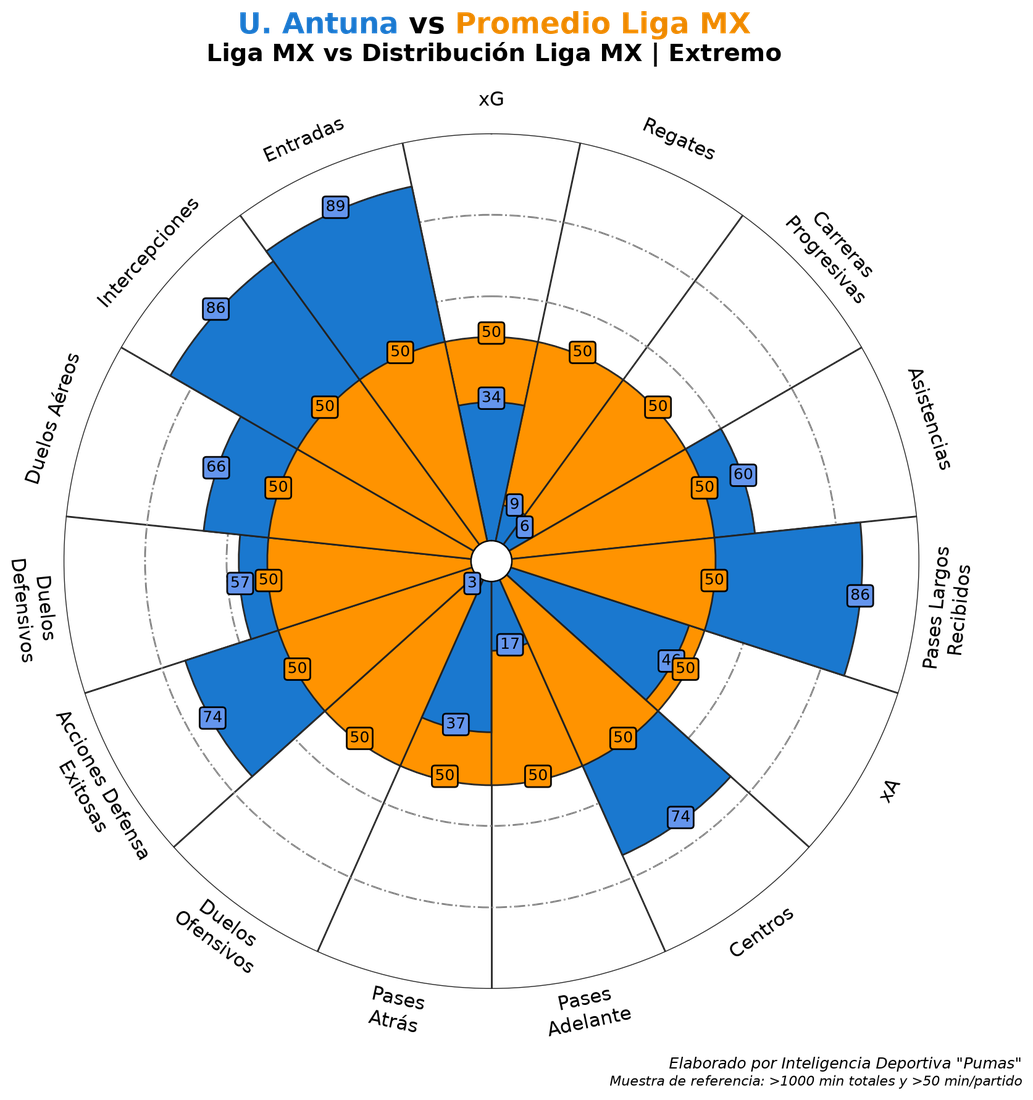 U. Antuna vs Promedio Liga MX
Liga MX vs Distribución Liga MX | Extremo
xG
Regates
Carreras
Progresivas
Asistencias
Pases Largos
Recibidos
xA
Centros
Pases
Adelante
Pases
Atrás
Duelos
Ofensivos
Acciones Defensa
Exitosas
Duelos
Defensivos
Duelos Aéreos
Intercepciones
Entradas
34
50
9
50
6
50
60
50
86
50
46
50
74
50
17
50
37
50
3
50
74
50
57
50
66
50
86
50
89
50
Elaborado por Inteligencia Deportiva "Pumas"
Muestra de referencia: >1000 min totales y >50 min/partido